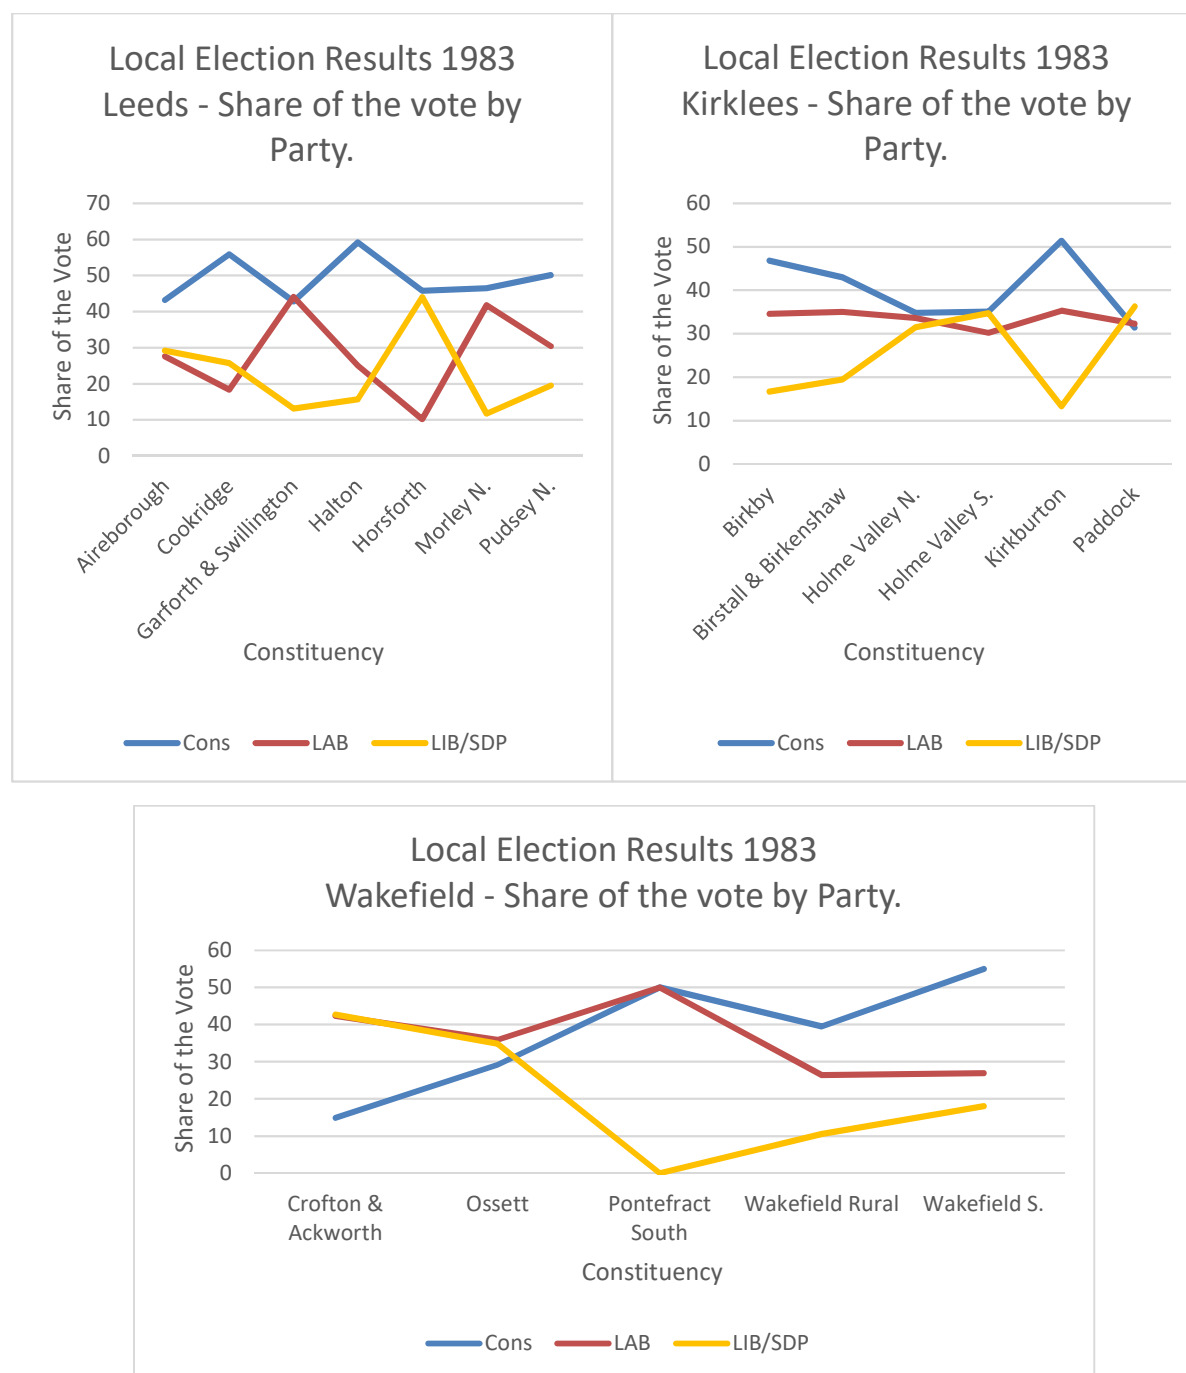 Local Election Results 1983
Leeds - Share of the vote by
Party.
70
60
50
40
30
20
10
0
Share of the Vote
Aireborough
Cookridge
Garforth & Swillington
Halton
Horsforth
Morley N.
Pudsey N.
Constituency
Cons
LAB
LIB/SDP
Local Election Results 1983
Kirklees - Share of the vote by
Party.
60
50
40
30
20
10
0
Share of the Vote
Birkby
Birstall & Birkenshaw
Holme Valley N.
Holme Valley S.
Kirkburton
Paddock
Constituency
Cons
LAB
LIB/SDP
Local Election Results 1983
Wakefield - Share of the vote by Party.
60
50
40
30
20
10
0
Share of the Vote
Crofton &
Ackworth
Ossett
Pontefract
South
Wakefield Rural
Wakefield S.
Constituency
Cons
LAB
LIB/SDP